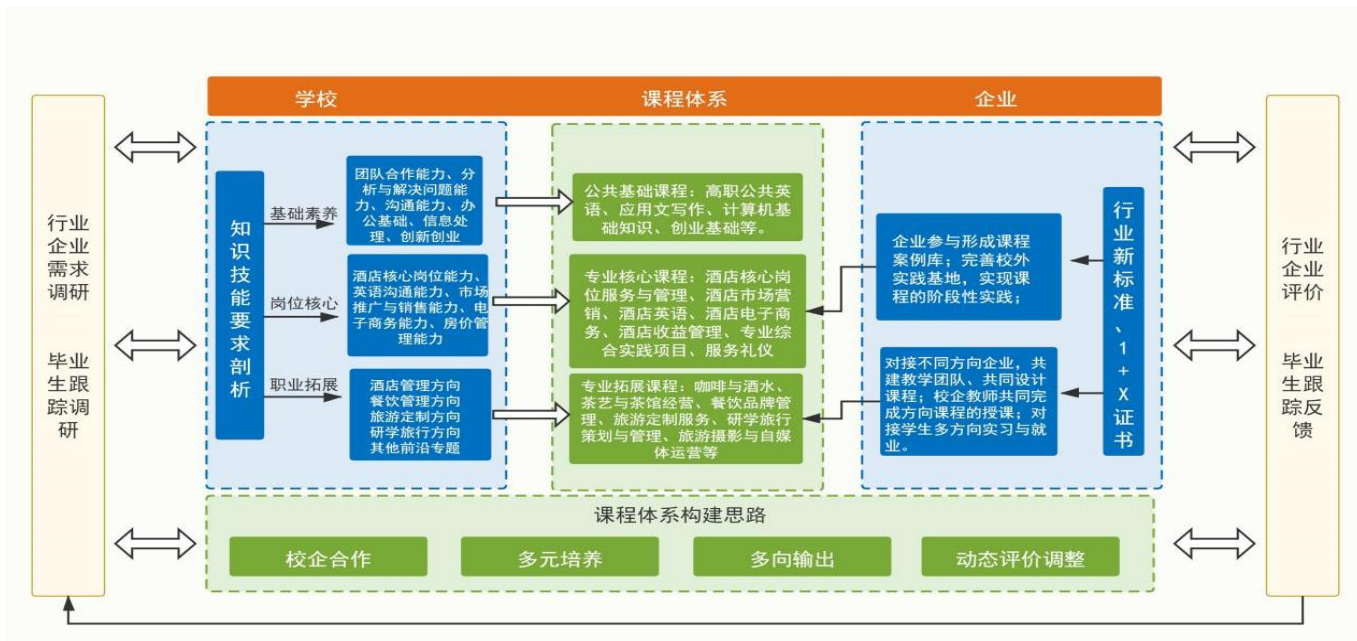 学校
课程体系
企业
行业
企业
需求
调研
毕业
生跟
踪调
研
知识技能要求剖析
基础素养
团队合作能力、分
析与解决问题能
力、沟通能力、办
公基础、信息处
理、创新创业
岗位核心
酒店核心岗位能力、
英语沟通能力、市场
推广与销售能力、电
子商务能力、房价管
理能力
职业拓展
酒店管理方向
餐饮管理方向
旅游定制方向
研学旅行方向
其他前沿专题
公共基础课程：高职公共英
语、应用文写作、计算机基
础知识、创业基础等。
专业核心课程：酒店核心岗
位服务与管理、酒店市场营
销、酒店英语、酒店电子商
务、酒店收益管理、专业综
合实践项目、服务礼仪
专业拓展课程：咖啡与酒水、
茶艺与茶馆经营、餐饮品牌管
理、旅游定制服务、研学旅行
策划与管理、旅游摄影与自媒
体运营等
企业参与形成课程
案例库；完善校外
实践基地，实现课
程的阶段性实践；
对接不同方向企业，共
建教学团队、共同设计
课程；校企教师共同完
成方向课程的授课；对
接学生多方向实习与就
业。
行业新标准、1+X证书
行业
企业
评价
毕业
生跟
踪反
馈
课程体系构建思路
校企合作
多元培养
多向输出
动态评价调整